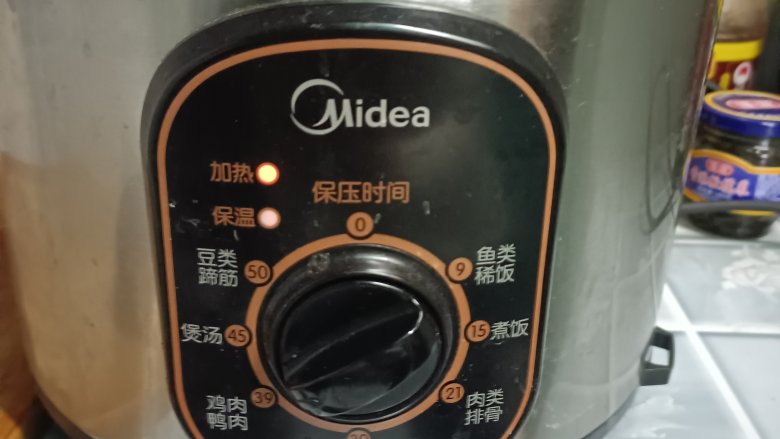 Midea
加热
保压时间
保温
0
豆类
蹄筋
50
9
鱼类
稀饭
煲汤
45
15
煮饭
鸡肉
鸭肉
39
21
肉类
排骨